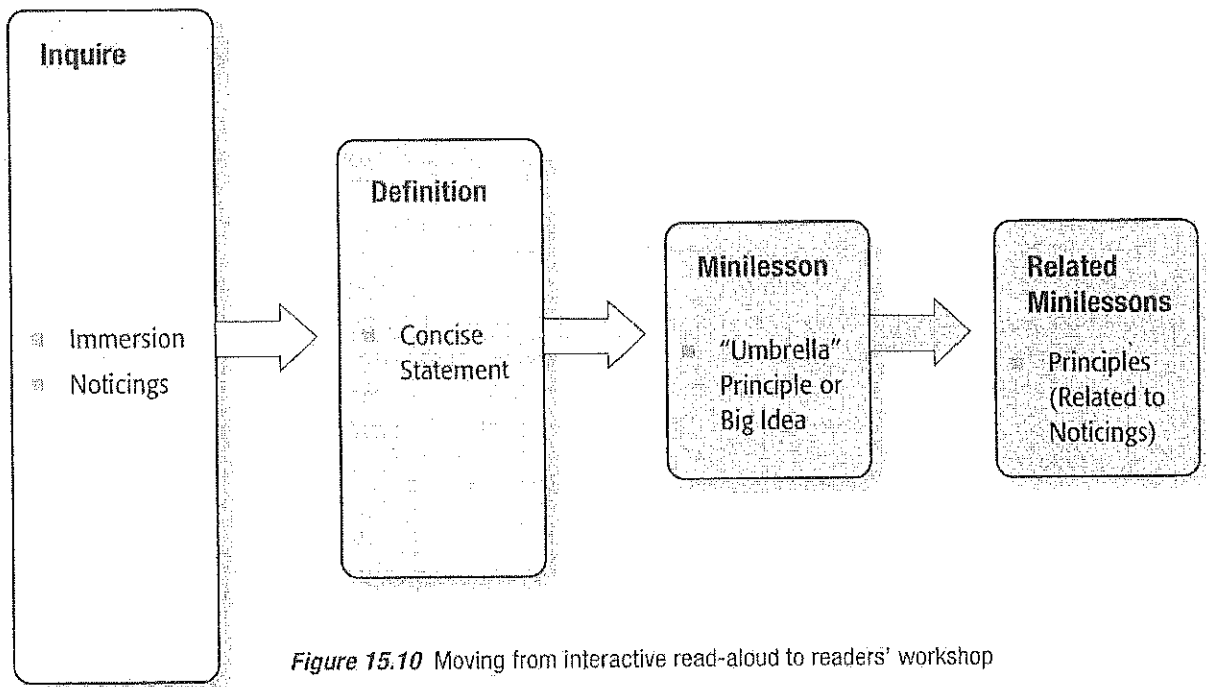 Inquire
Immersion
Noticings
Definition
Concise
Statement
Minilesson
“Umbrella”
Principle or
Big Idea
Related
Minilessons
Principles
(Related to
Noticings)
Figure 15.10 Moving from interactive read-aloud to readers’ workshop